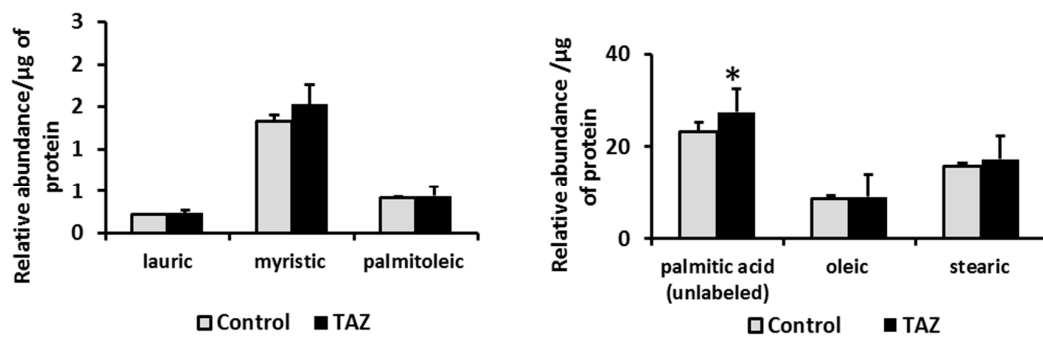 Relative abundance/µg of
protein
3
2
2
1
1
0
lauric
myristic
palmitoleic
Control
TAZ
Relative abundance /µg
of protein
40
20
0
*
palmitic acid
(unlabeled)
oleic
stearic
Control
TAZ